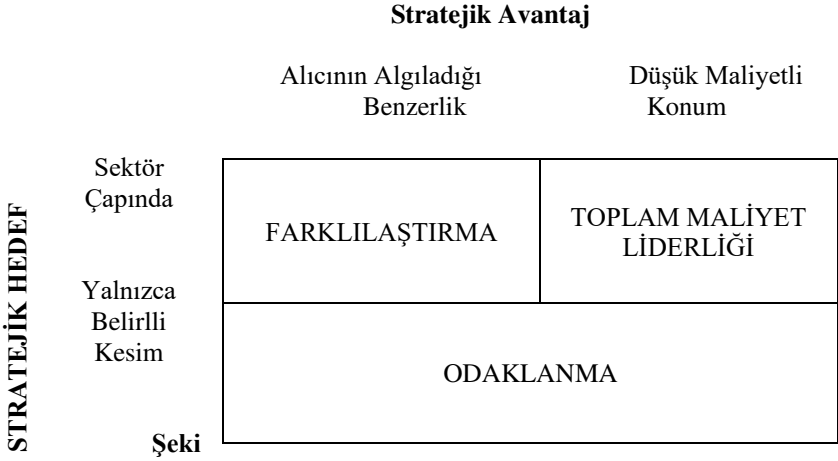 Stratejik Avantaj
Alıcının Algıladığı
Benzerlik
Düşük Maliyetli
Konum
STRATEJİK HEDEF
Sektör
Çapında
FARKLILAŞTIRMA
TOPLAM MALİYET
LİDERLİĞİ
Yalnızca
Belirlli
Kesim
ODAKLANMA
Şeki